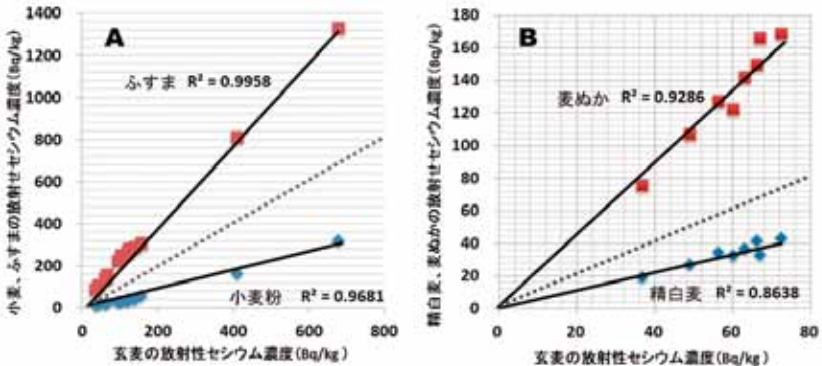 A
小麦、ふすまの放射性セシウム濃度(Bq/kg)
1400
1200
1000
800
600
400
200
0
ふすま R² = 0.9958
小麦粉 R² = 0.9681
0 200 400 600 800
玄麦の放射性セシウム濃度(Bq/kg)
B
精白麦、麦ぬかの放射性セシウム濃度(Bq/kg)
180
160
140
120
100
80
60
40
20
0
麦ぬか R² = 0.9286
精白麦 R² = 0.8638
0 20 40 60 80
玄麦の放射性セシウム濃度(Bq/kg)